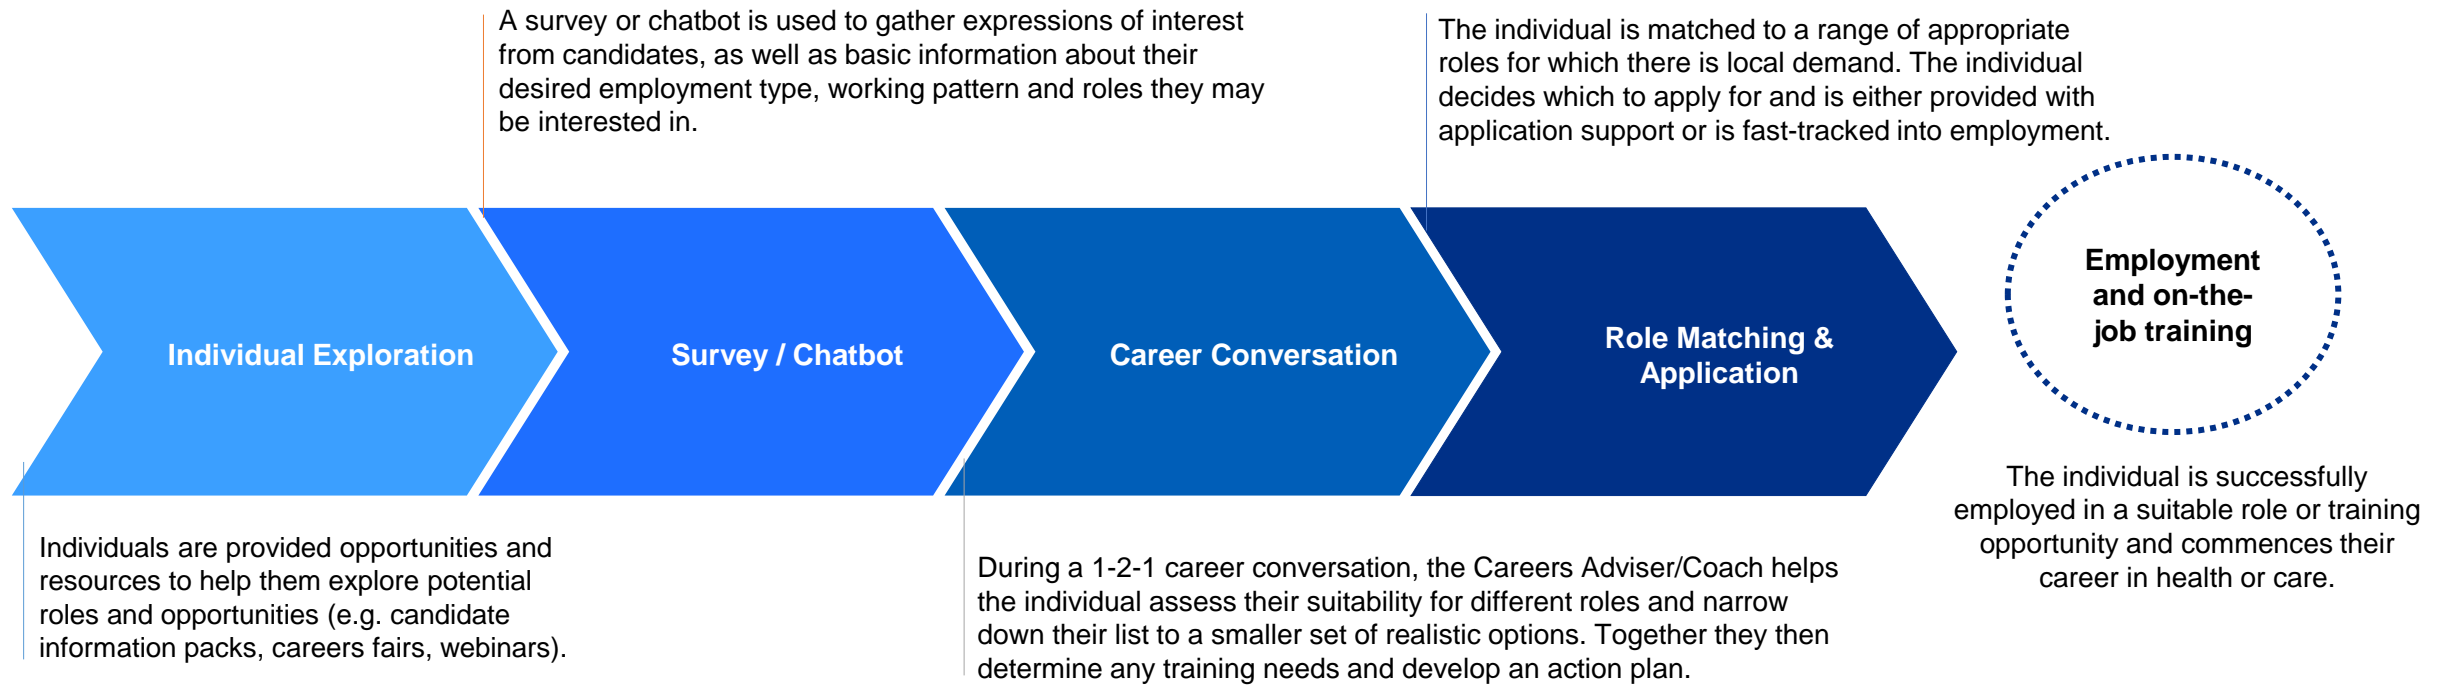 A survey or chatbot is used to gather expressions of interest
from candidates, as well as basic information about their
desired employment type, working pattern and roles they may
be interested in.
The individual is matched to a range of appropriate
roles for which there is local demand. The individual
decides which to apply for and is either provided with
application support or is fast-tracked into employment.
Individual Exploration
Survey / Chatbot
Career Conversation
Role Matching &
Application
Employment
and on-the-
job training
Individuals are provided opportunities and
resources to help them explore potential
roles and opportunities (e.g. candidate
information packs, careers fairs, webinars).
During a 1-2-1 career conversation, the Careers Adviser/Coach helps
the individual assess their suitability for different roles and narrow
down their list to a smaller set of realistic options. Together they then
determine any training needs and develop an action plan.
The individual is successfully
employed in a suitable role or training
opportunity and commences their
career in health or care.